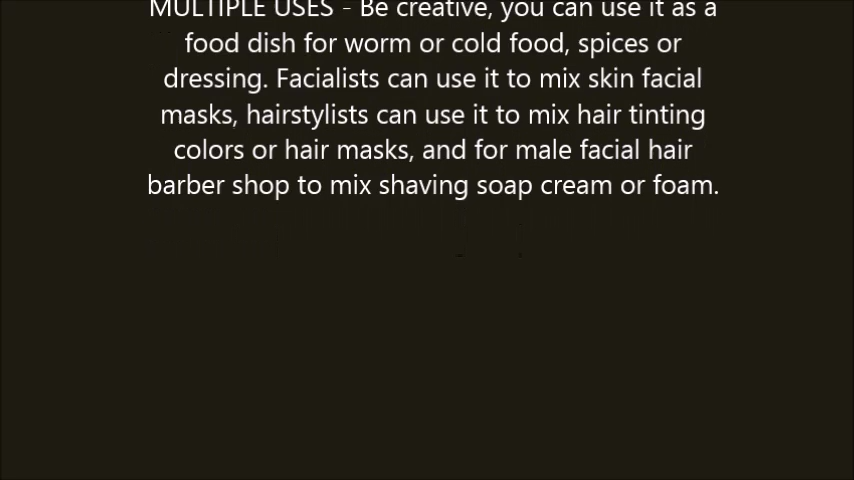 MULTIPLE USES - Be creative, you can use it as a
food dish for worm or cold food, spices or
dressing. Facialists can use it to mix skin facial
masks, hairstylists can use it to mix hair tinting
colors or hair masks, and for male facial hair
barber shop to mix shaving soap cream or foam.